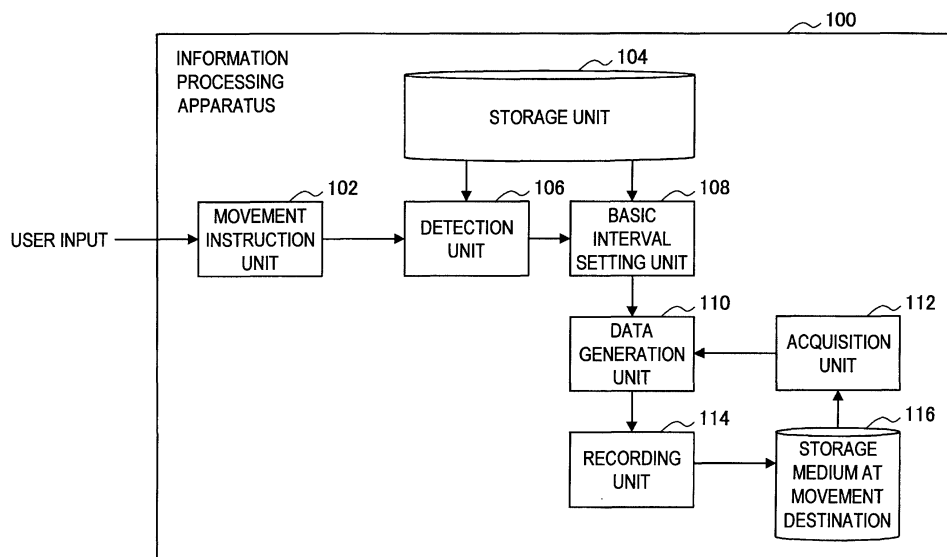 100
INFORMATION
PROCESSING
APPARATUS
104
STORAGE UNIT
102
106
108
USER INPUT
MOVEMENT
INSTRUCTION
UNIT
DETECTION
UNIT
BASIC
INTERVAL
SETTING UNIT
110
112
DATA
GENERATION
UNIT
ACQUISITION
UNIT
114
116
RECORDING
UNIT
STORAGE
MEDIUM AT
MOVEMENT
DESTINATION